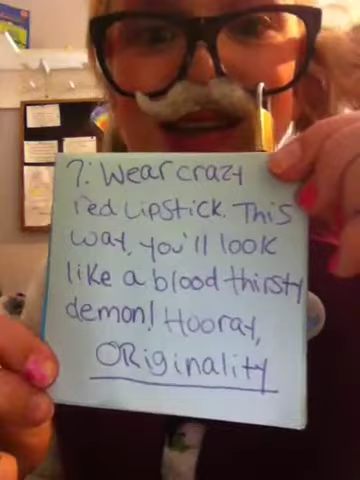 7: Wear crazy
red Lipstick. This
way, you'll look
like a blood thirsty
demon! Hooray,
ORiginality